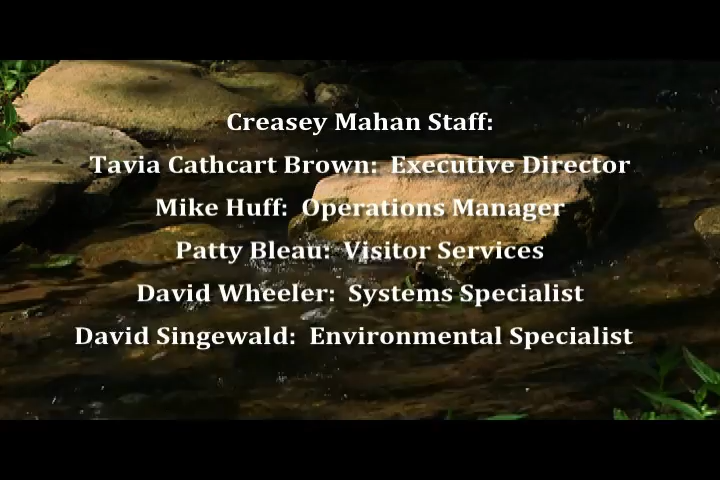 Creasey Mahan Staff:
Tavia Cathcart Brown:  Executive Director
Mike Huff:  Operations Manager
Patty Bleau:  Visitor Services
David Wheeler:  Systems Specialist
David Singewald:  Environmental Specialist